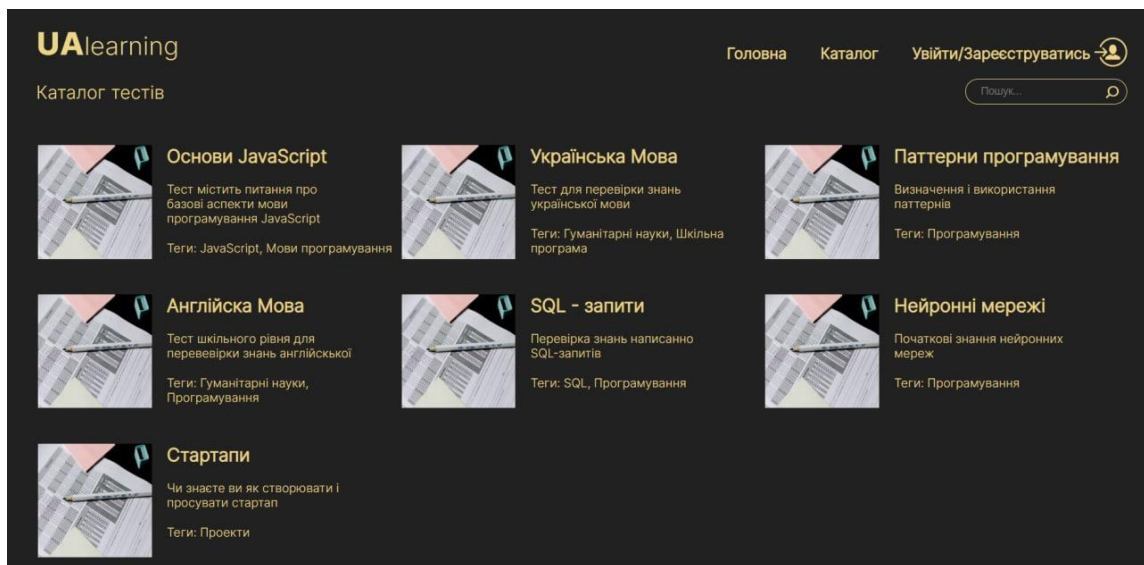 UAlearning
Головна Каталог Увійти/Зареєструватись
Каталог тестів
Пошук...
Основи JavaScript
Тест містить питання про
базові аспекти мови
програмування JavaScript
Теги: JavaScript, Мови програмування
Українська Мова
Тест для перевірки знань
української мови
Теги: Гуманітарні науки, Шкільна
програма
Паттерни програмування
Визначення і використання
паттернів
Теги: Програмування
Англійска Мова
Тест шкільного рівня для
перевевірки знань англійскької
Теги: Гуманітарні науки,
Програмування
SQL - запити
Перевірка знань написанно
SQL-запитів
Теги: SQL, Програмування
Нейронні мережі
Початкові знання нейронних
мереж
Теги: Програмування
Стартапи
Чи знаєте ви як створювати і
просувати стартап
Теги: Проекти